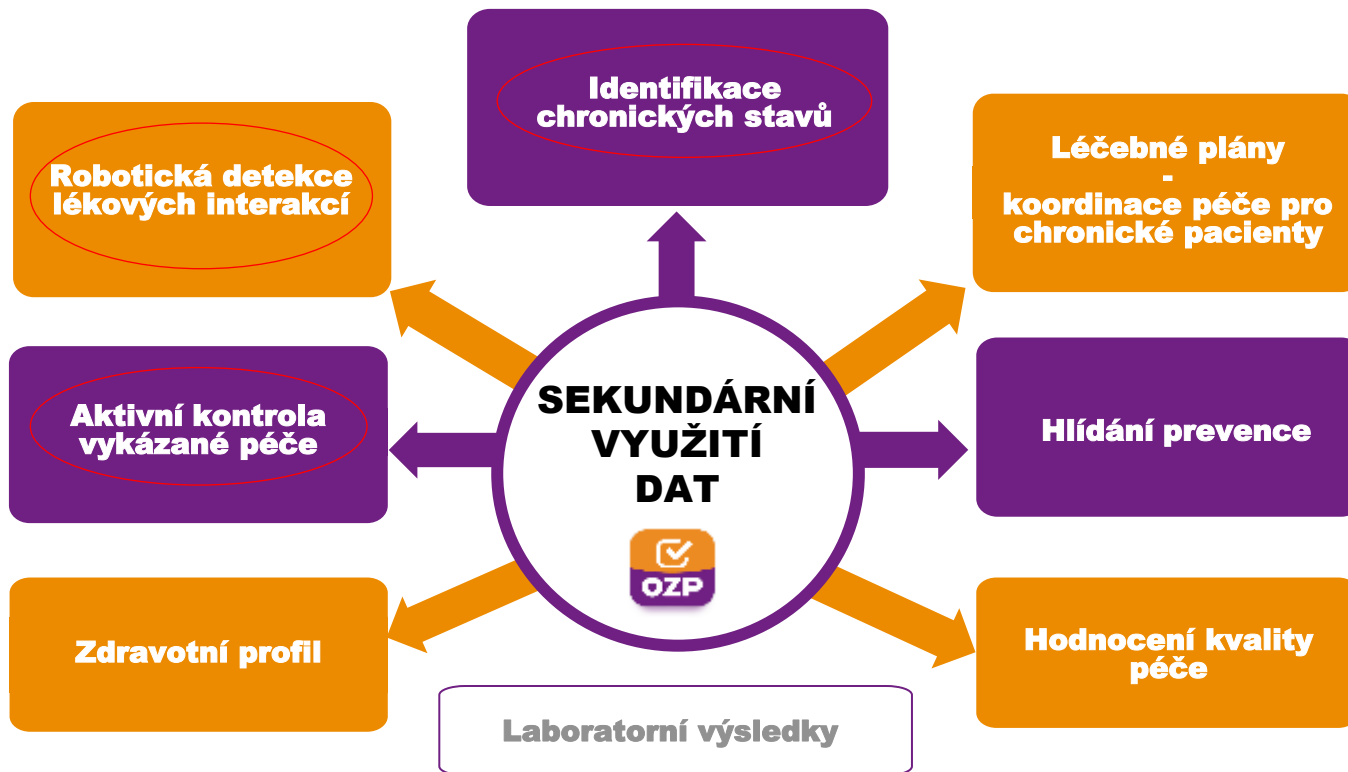 Identifikace
chronických stavů
Robotická detekce
lékových interakcí
Léčebné plány
-
koordinace péče pro
chronické pacienty
Aktivní kontrola
vykázané péče
SEKUNDÁRNÍ
VYUŽITÍ
DAT
OZP
Hlídání prevence
Zdravotní profil
Hodnocení kvality
péče
Laboratorní výsledky